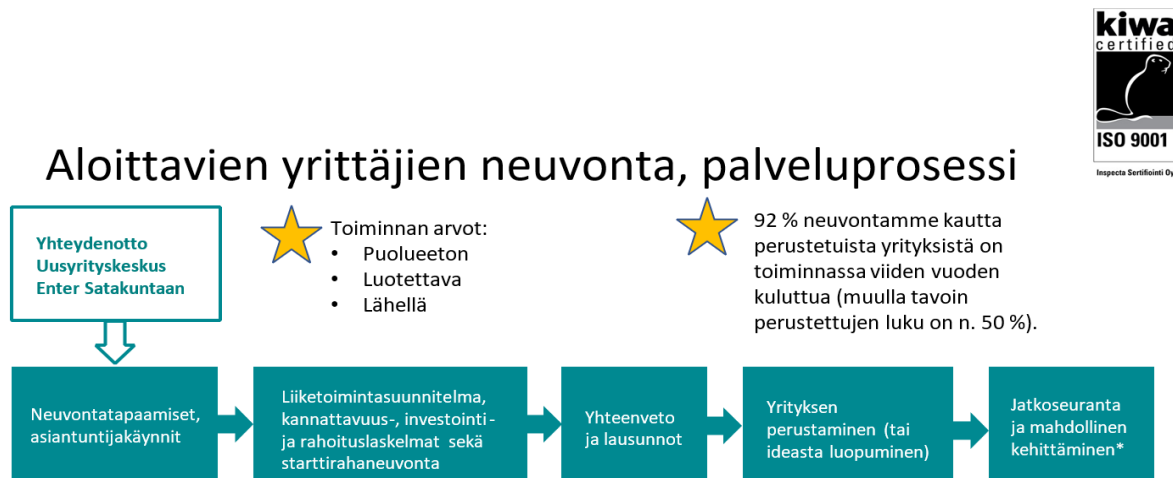 kiwa
certified
ISO 9001
Inspecta Sertifiointi Oy
Aloittavien yrittäjien neuvonta, palveluprosessi
Yhteydenotto
Uusyrityskeskus
Enter Satakuntaan
Toiminnan arvot:
• Puolueeton
• Luotettava
• Lähellä
92 % neuvontamme kautta
perustetuista yrityksistä on
toiminnassa viiden vuoden
kuluttua (muulla tavoin
perustettujen luku on n. 50 %).
Neuvontatapaamiset,
asiantuntijakäynnit
Liiketoimintasuunnitelma,
kannattavuus-, investointi-
ja rahoituslaskelmat sekä
starttirahaneuvonta
Yhteenveto
ja lausunnot
Yrityksen
perustaminen (tai
ideasta luopuminen)
Jatkoseuranta
ja mahdollinen
kehittäminen*